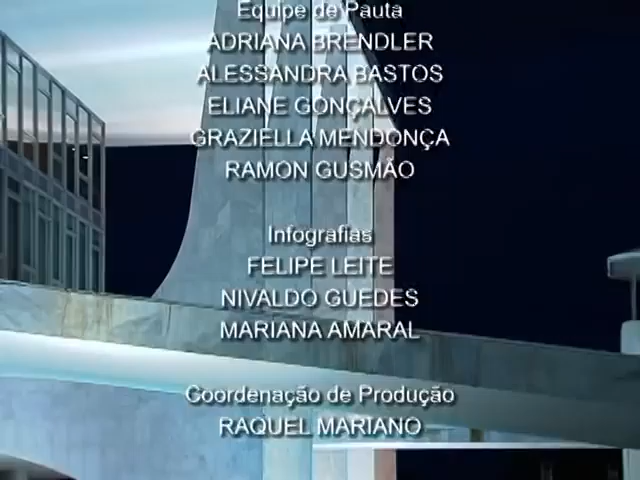 Equipe de Pauta
ADRIANA BRENDLER
ALESSANDRA BASTOS
ELIANE GONÇALVES
GRAZIELLA MENDONÇA
RAMON GUSMÃO
Infografias
FELIPE LEITE
NIVALDO GUEDES
MARIANA AMARAL
Coordenação de Produção
RAQUEL MARIANO